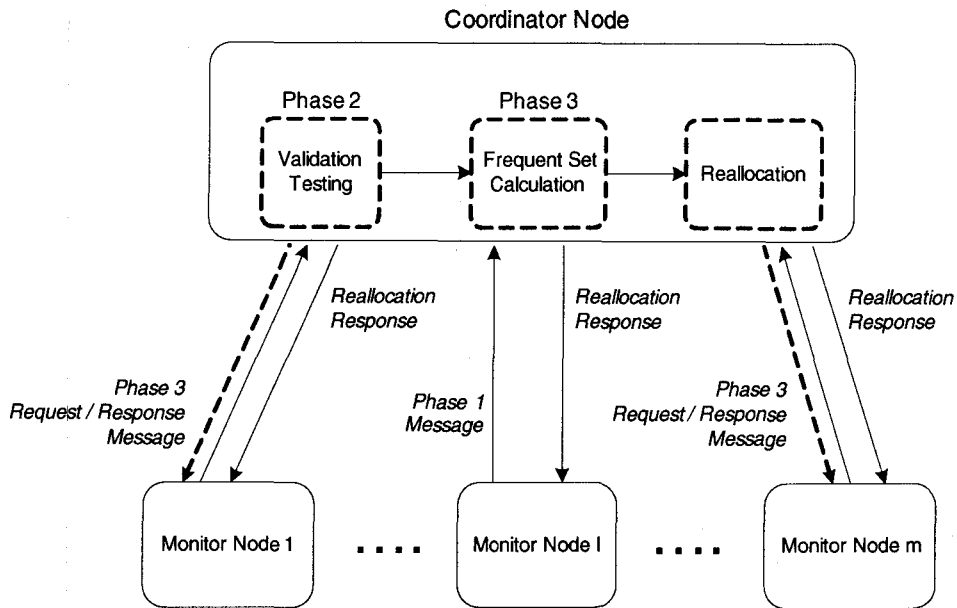 Coordinator Node
Phase 2
Phase 3
Validation
Testing
Frequent Set
Calculation
Reallocation
Reallocation
Response
Reallocation
Response
Reallocation
Response
Phase 3
Request / Response
Message
Phase 1
Message
Phase 3
Request / Response
Message
Monitor Node 1
Monitor Node l
Monitor Node m